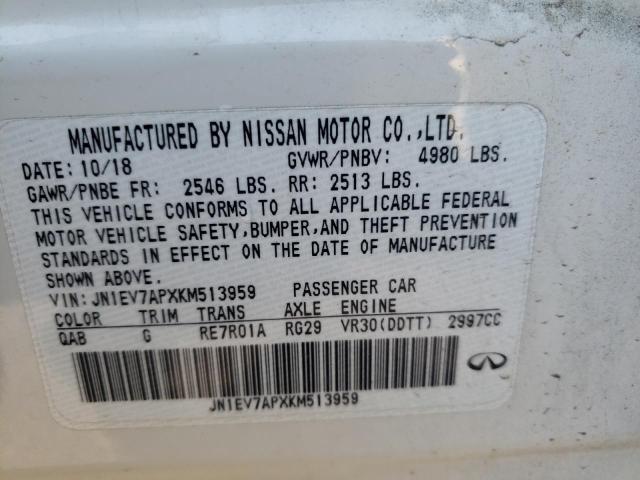 MANUFACTURED BY NISSAN MOTOR CO.,LTD.
DATE: 10/18 GVWR/PNBV: 4980 LBS.
GAWR/PNBE FR: 2546 LBS. RR: 2513 LBS.
THIS VEHICLE CONFORMS TO ALL APPLICABLE FEDERAL
MOTOR VEHICLE SAFETY,BUMPER,AND THEFT PREVENTION
STANDARDS IN EFFECT ON THE DATE OF MANUFACTURE
SHOWN ABOVE.
VIN:JN1EV7APXKM513959 PASSENGER CAR
COLOR TRIM TRANS AXLE ENGINE
QAB G RE7R01A RG29 VR30(DDTT) 2997CC
JN1EV7APXKM513959